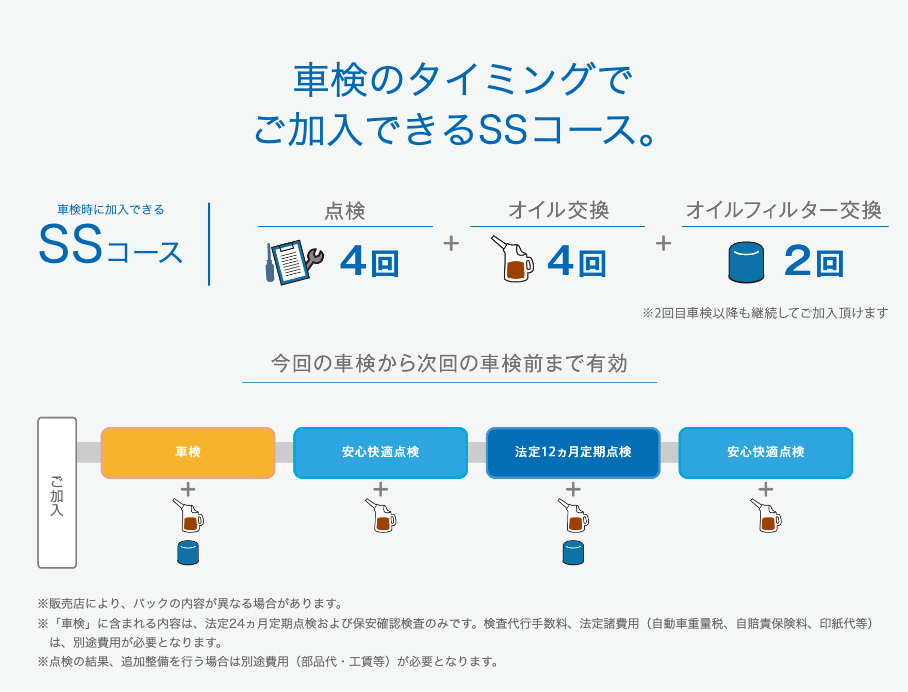 車検のタイミングで
ご加入できるSSコース。
車検時に加入できる
SSコース
点検
4回
+
オイル交換
4回
+
オイルフィルター交換
2回
※2回目車検以降も継続してご加入頂けます
今回の車検から次回の車検前まで有効
ご加入
車検
安心快適点検
法定12ヵ月定期点検
安心快適点検
+
+
+
+
※販売店により、パックの内容が異なる場合があります。
※「車検」に含まれる内容は、法定24ヵ月定期点検および保安確認検査のみです。検査代行手数料、法定諸費用（自動車重量税、自賠責保険料、印紙代等）
は、別途費用が必要となります。
※点検の結果、追加整備を行う場合は別途費用（部品代・工賃等）が必要となります。